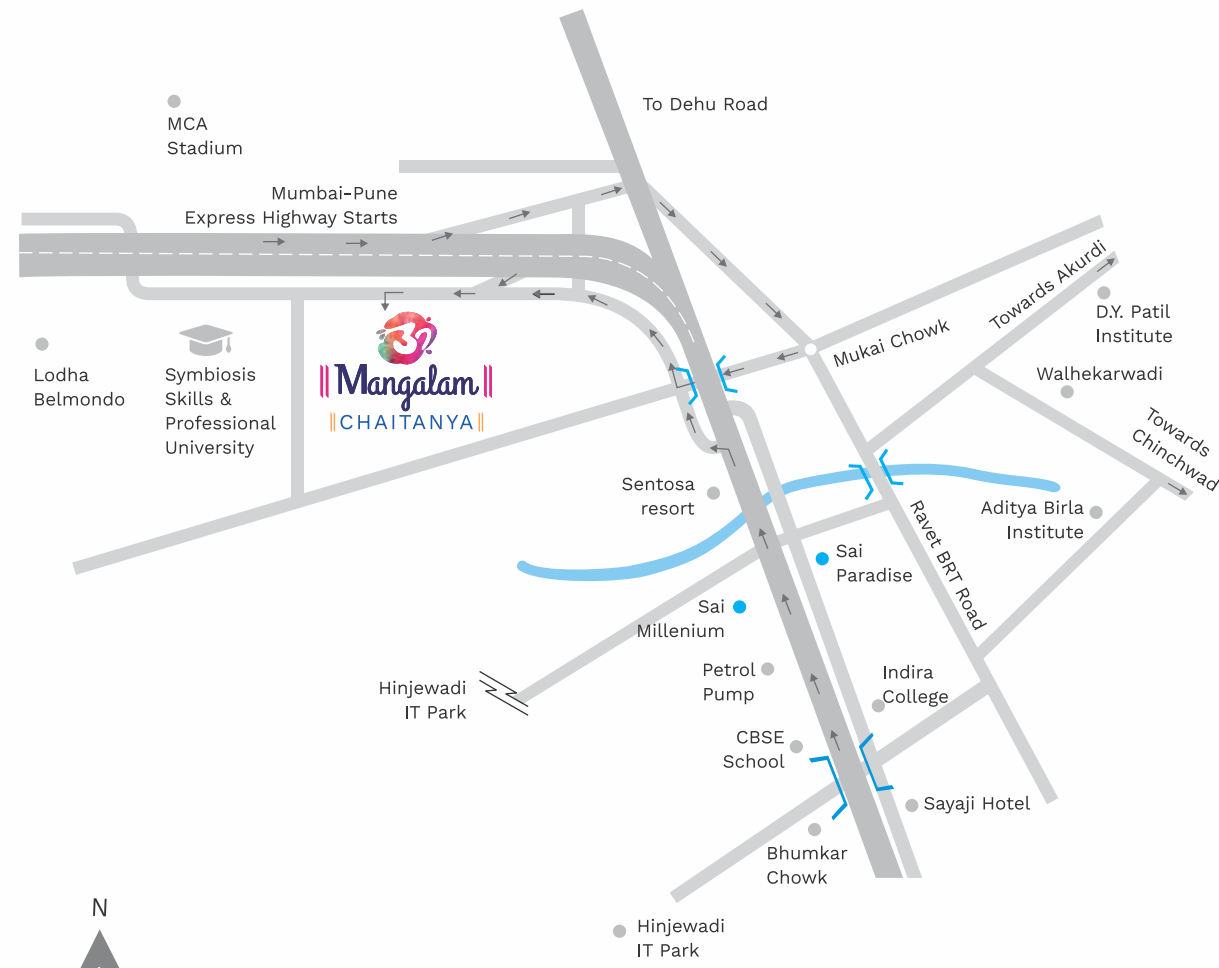 To Dehu Road
MCA
Stadium
Mumbai-Pune
Express Highway Starts
Towards Akurdi
D.Y. Patil
Institute
Mukai Chowk
Walhekarwadi
Lodha
Belmondo
Symbiosis
Skills &
Professional
University
Mangalam
CHAITANYA
Towards
Chinchwad
Sentosa
resort
Aditya Birla
Institute
Ravet BRT Road
Sai
Paradise
Sai
Millenium
Petrol
Pump
Indira
College
Hinjewadi
IT Park
CBSE
School
Sayaji Hotel
Bhumkar
Chowk
N
Hinjewadi
IT Park